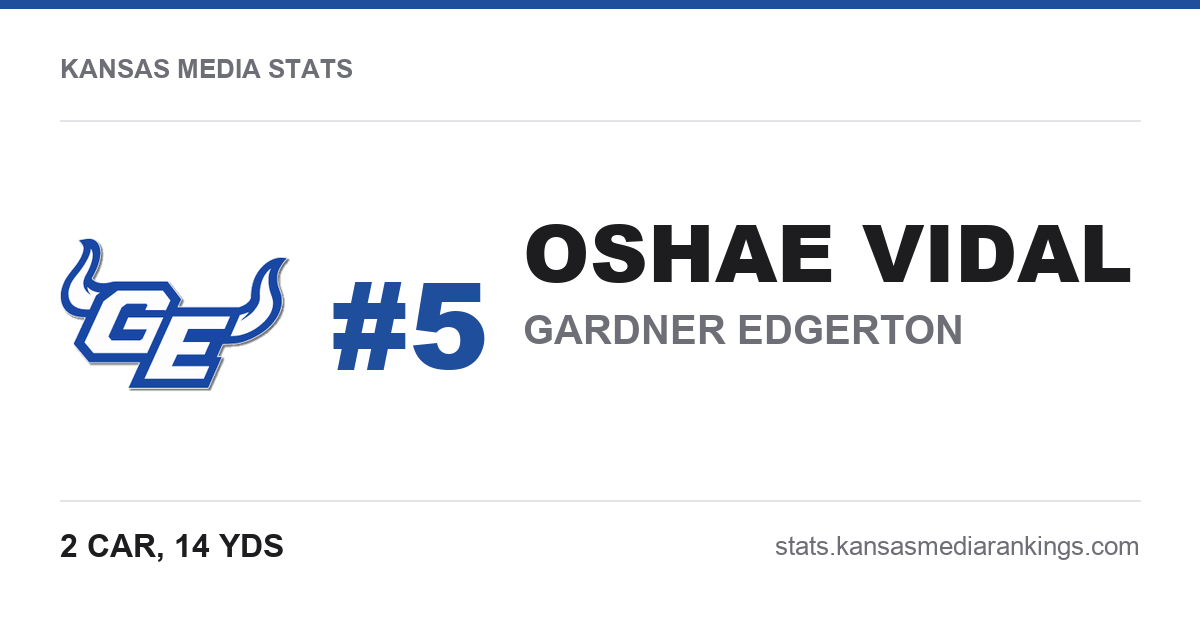 KANSAS MEDIA STATS
GE
#5
OSHAE VIDAL
GARDNER EDGERTON
2 CAR, 14 YDS
stats.kansasmediarankings.com